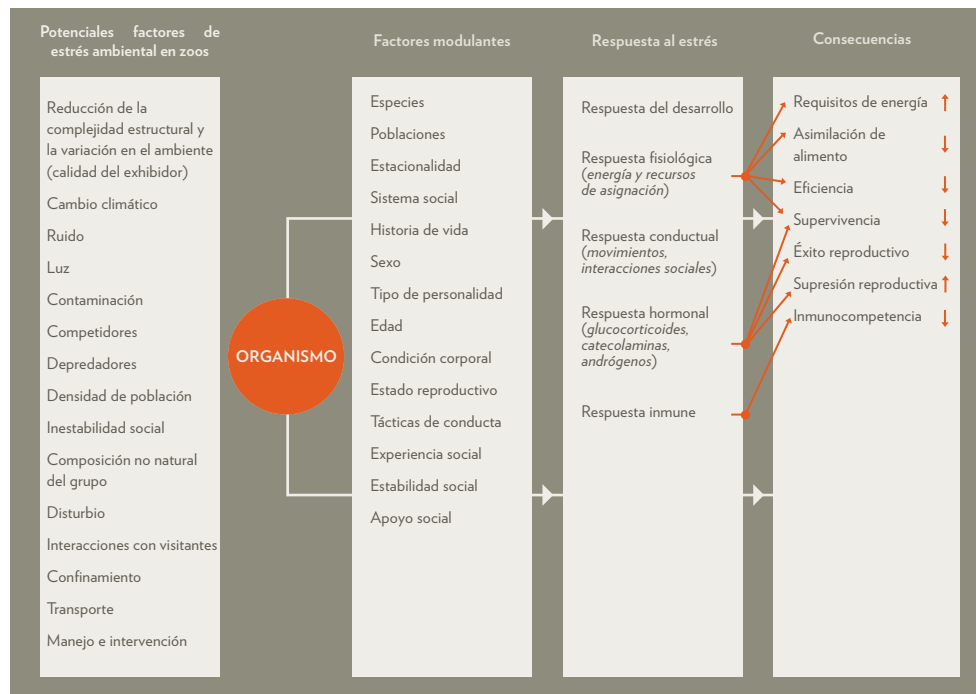 Potenciales factores de
estrés ambiental en zoos
Reducción de la
complejidad estructural y
la variación en el ambiente
(calidad del exhibidor)
Cambio climático
Ruido
Luz
Contaminación
Competidores
Depredadores
Densidad de población
Inestabilidad social
Composición no natural
del grupo
Disturbio
Interacciones con visitantes
Confinamiento
Transporte
Manejo e intervención
ORGANISMO
Factores modulantes
Especies
Poblaciones
Estacionalidad
Sistema social
Historia de vida
Sexo
Tipo de personalidad
Edad
Condición corporal
Estado reproductivo
Tácticas de conducta
Experiencia social
Estabilidad social
Apoyo social
Respuesta al estrés
Respuesta del desarrollo
Respuesta fisiológica
(energía y recursos
de asignación)
Respuesta conductual
(movimientos,
interacciones sociales)
Respuesta hormonal
(glucocorticoides,
catecolaminas,
andrógenos)
Respuesta inmune
Consecuencias
Requisitos de energía
Asimilación de
alimento
Eficiencia
Supervivencia
Éxito reproductivo
Supresión reproductiva
Inmunocompetencia